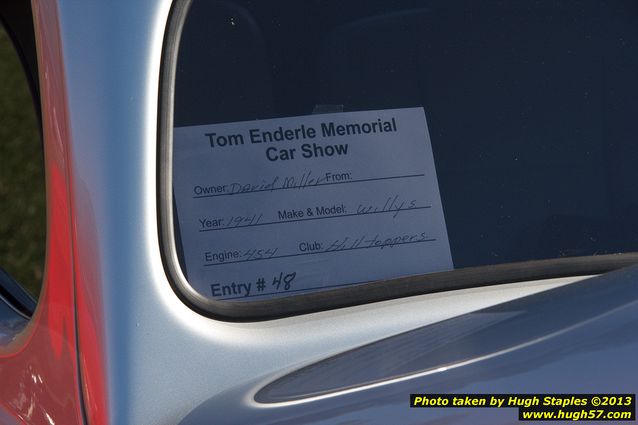 Tom Enderle Memorial
Car Show
Owner: David Miller From:
Year: 1941 Make & Model: Willys
Engine: 454 Club: Hilltoppers
Entry # 48
Photo taken by Hugh Staples ©2013
www.hugh57.com